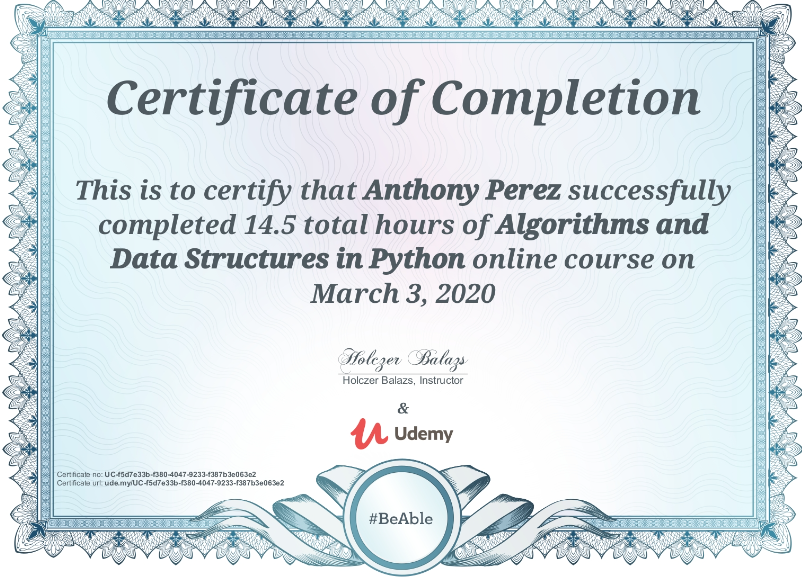 Certificate of Completion
This is to certify that Anthony Perez successfully
completed 14.5 total hours of Algorithms and
Data Structures in Python online course on
March 3, 2020
Holczer Balazs
Holczer Balazs, Instructor
&
Udemy
Certificate no: UC-f5d7e33b-f380-4047-9233-f387b3e063e2
Certificate url: ude.my/UC-f5d7e33b-f380-4047-9233-f387b3e063e2
#BeAble